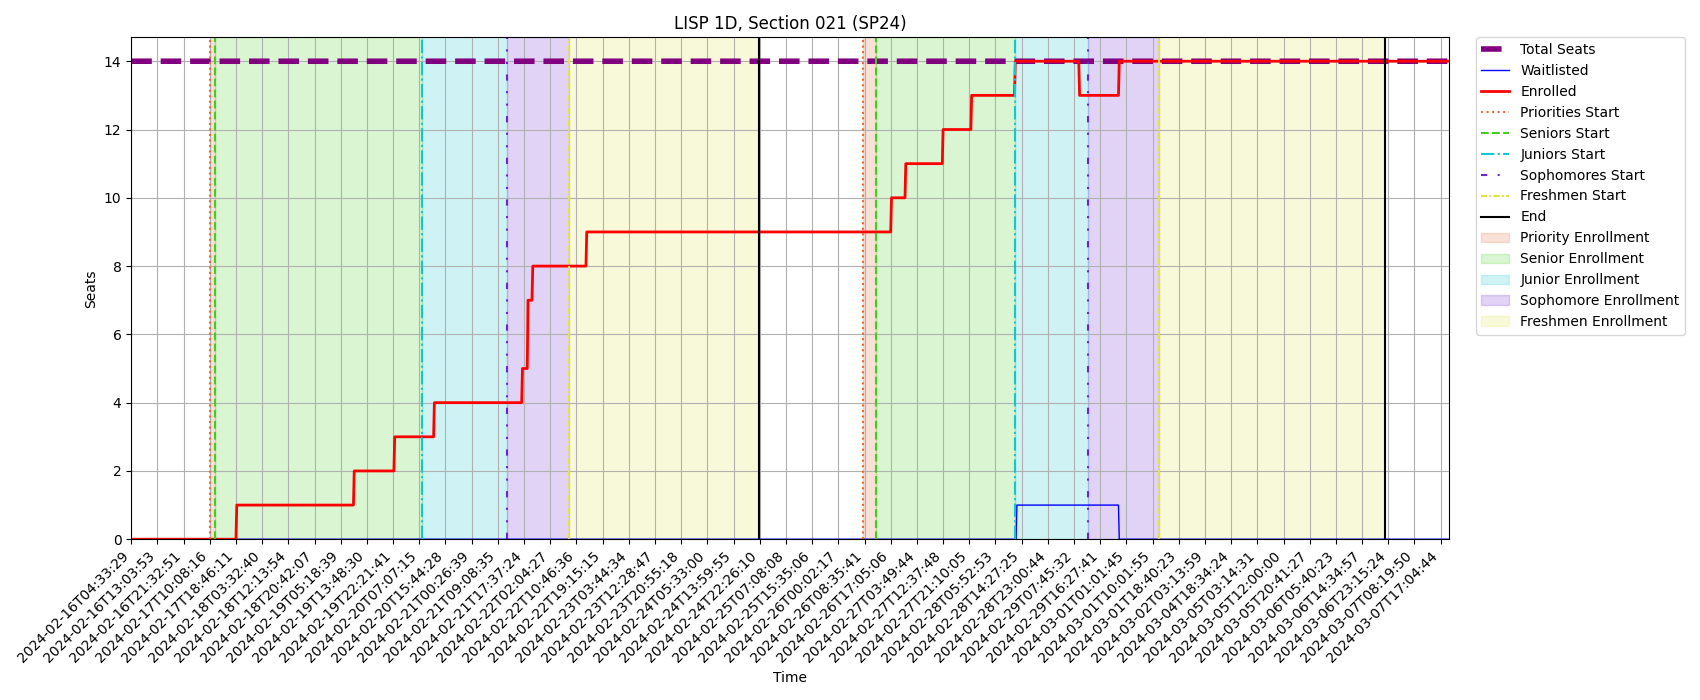 LISP 1D, Section 021 (SP24)
Seats
14
12
10
8
6
4
2
0
2024-02-16T04:33:29
2024-02-16T13:03:53
2024-02-16T21:32:51
2024-02-17T10:08:16
2024-02-17T18:46:11
2024-02-18T03:32:40
2024-02-18T12:13:54
2024-02-18T20:42:07
2024-02-19T05:18:39
2024-02-19T13:48:30
2024-02-19T22:21:41
2024-02-20T07:07:15
2024-02-20T15:44:28
2024-02-21T00:26:39
2024-02-21T09:08:35
2024-02-21T17:37:24
2024-02-22T02:04:27
2024-02-22T10:46:36
2024-02-22T19:15:15
2024-02-23T03:44:34
2024-02-23T12:28:47
2024-02-23T20:55:18
2024-02-24T05:33:00
2024-02-24T13:59:55
2024-02-24T22:26:10
2024-02-25T07:08:08
2024-02-25T15:35:06
2024-02-26T00:02:17
2024-02-26T08:35:41
2024-02-26T17:05:06
2024-02-27T03:49:44
2024-02-27T12:37:48
2024-02-27T21:10:05
2024-02-28T05:52:53
2024-02-28T14:27:25
2024-02-28T23:00:44
2024-02-29T07:45:32
2024-02-29T16:27:41
2024-03-01T01:01:45
2024-03-01T10:01:55
2024-03-01T18:40:23
2024-03-02T03:13:59
2024-03-04T18:34:24
2024-03-05T03:14:31
2024-03-05T12:00:00
2024-03-05T20:41:27
2024-03-06T05:40:23
2024-03-06T14:34:57
2024-03-06T23:15:24
2024-03-07T08:19:50
2024-03-07T17:04:44
Time
Total Seats
Waitlisted
Enrolled
Priorities Start
Seniors Start
Juniors Start
Sophomores Start
Freshmen Start
End
Priority Enrollment
Senior Enrollment
Junior Enrollment
Sophomore Enrollment
Freshmen Enrollment